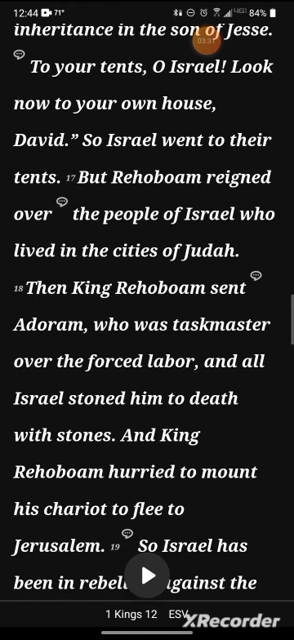 12:44 71° 4G 84%
03:31
inheritance in the son of Jesse.
To your tents, O Israel! Look
now to your own house,
David.” So Israel went to their
tents. 17 But Rehoboam reigned
over the people of Israel who
lived in the cities of Judah.
18 Then King Rehoboam sent
Adoram, who was taskmaster
over the forced labor, and all
Israel stoned him to death
with stones. And King
Rehoboam hurried to mount
his chariot to flee to
Jerusalem. 19 So Israel has
been in against the
1 Kings 12 ESV
XRecorder